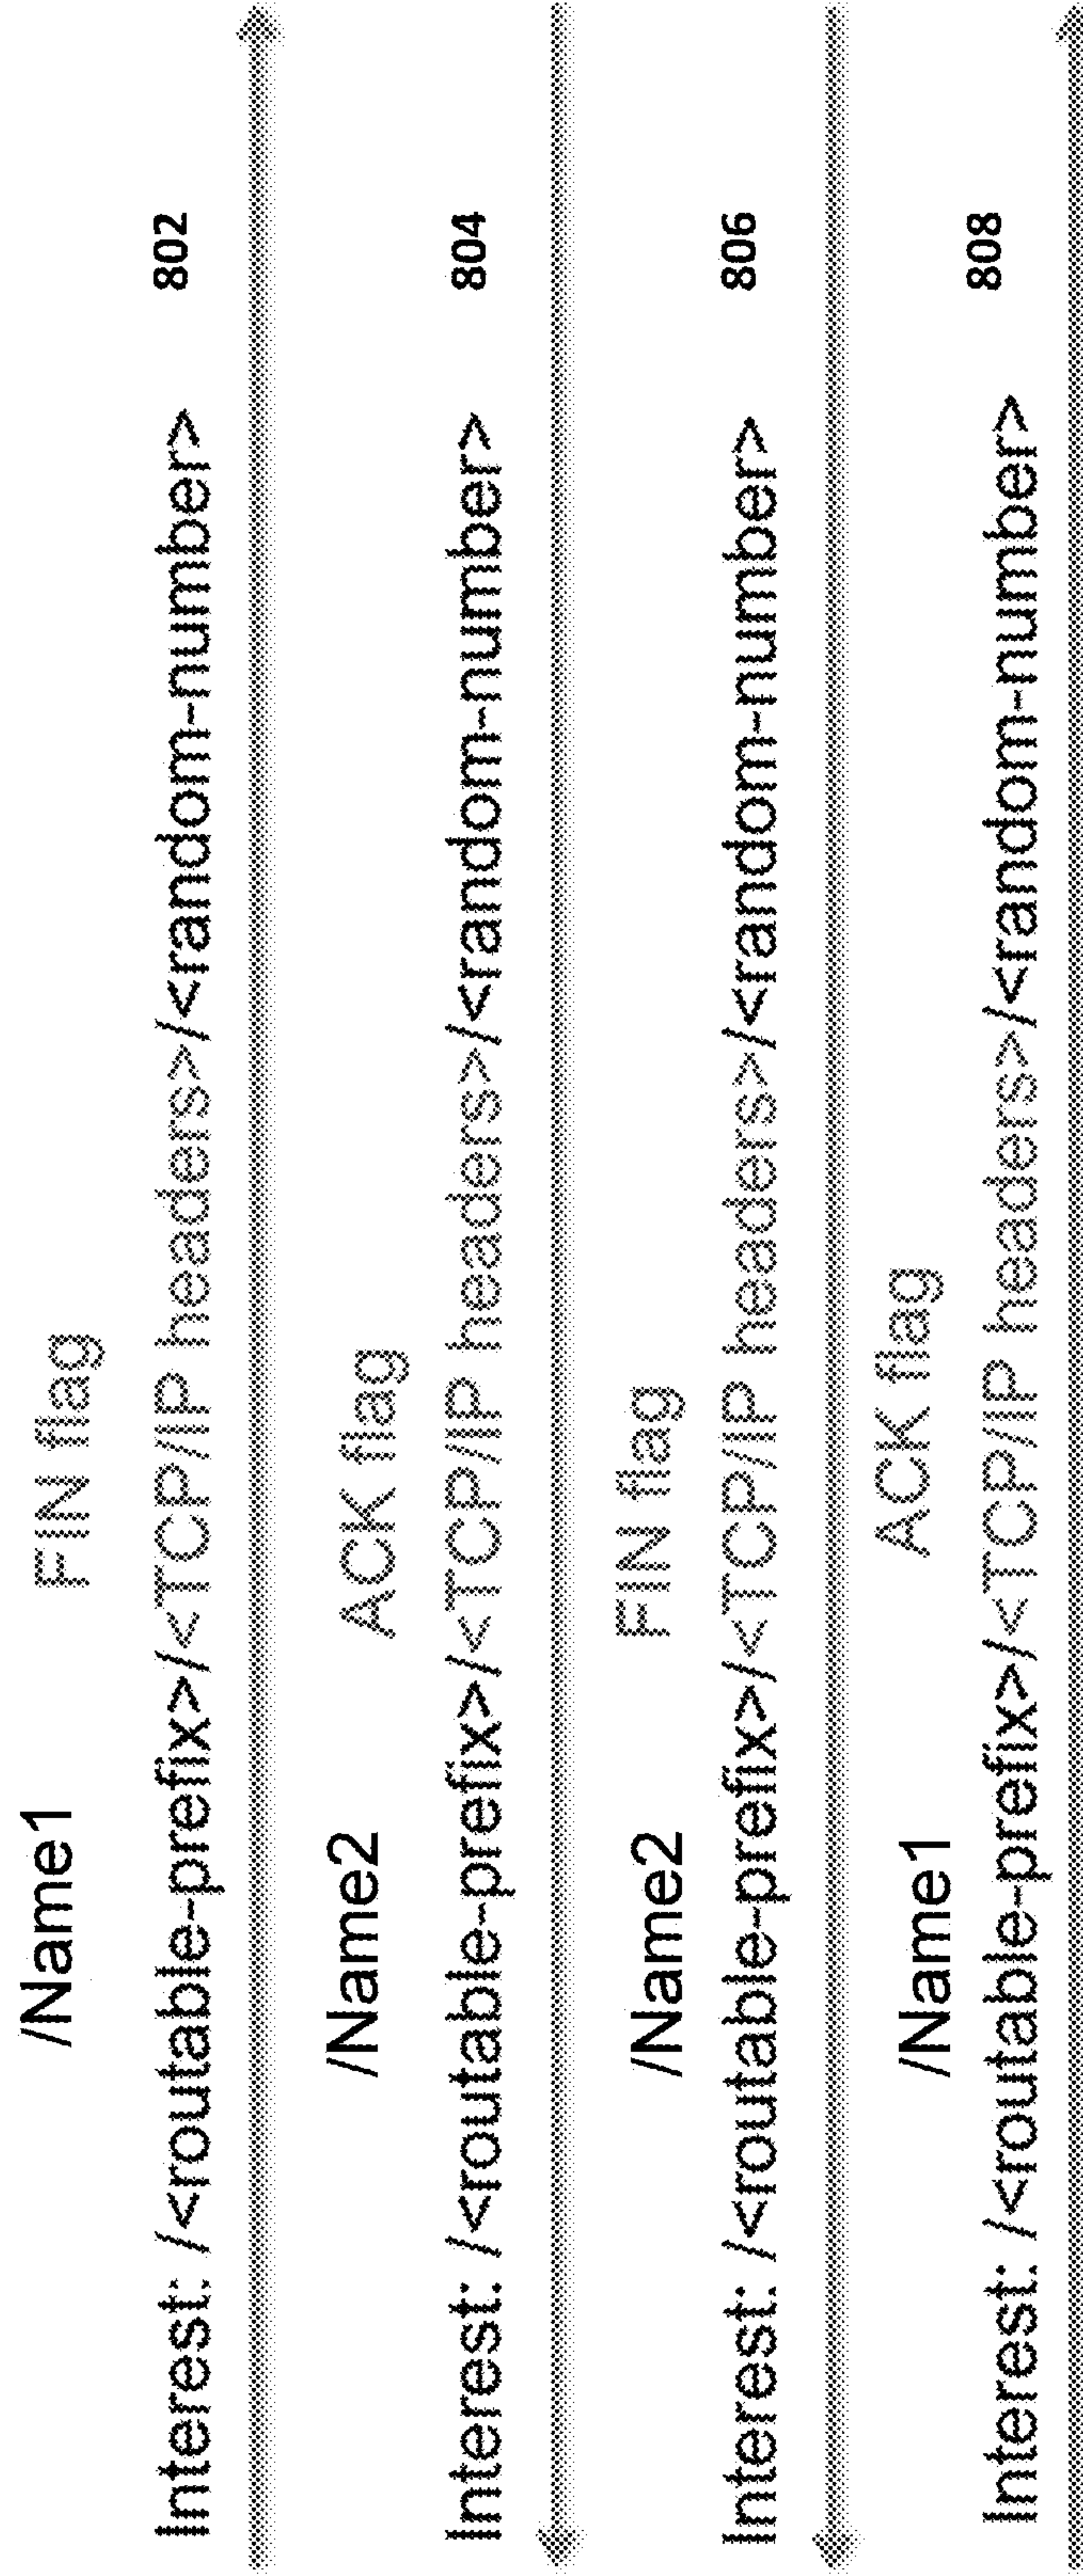 /Name1 FIN flag
Interest: /<routable-prefix>/<TCP/IP headers>/<random-number> 802
/Name2 ACK flag
Interest: /<routable-prefix>/<TCP/IP headers>/<random-number> 804
/Name2 FIN flag
Interest: /<routable-prefix>/<TCP/IP headers>/<random-number> 806
/Name1 ACK flag
Interest: /<routable-prefix>/<TCP/IP headers>/<random-number> 808